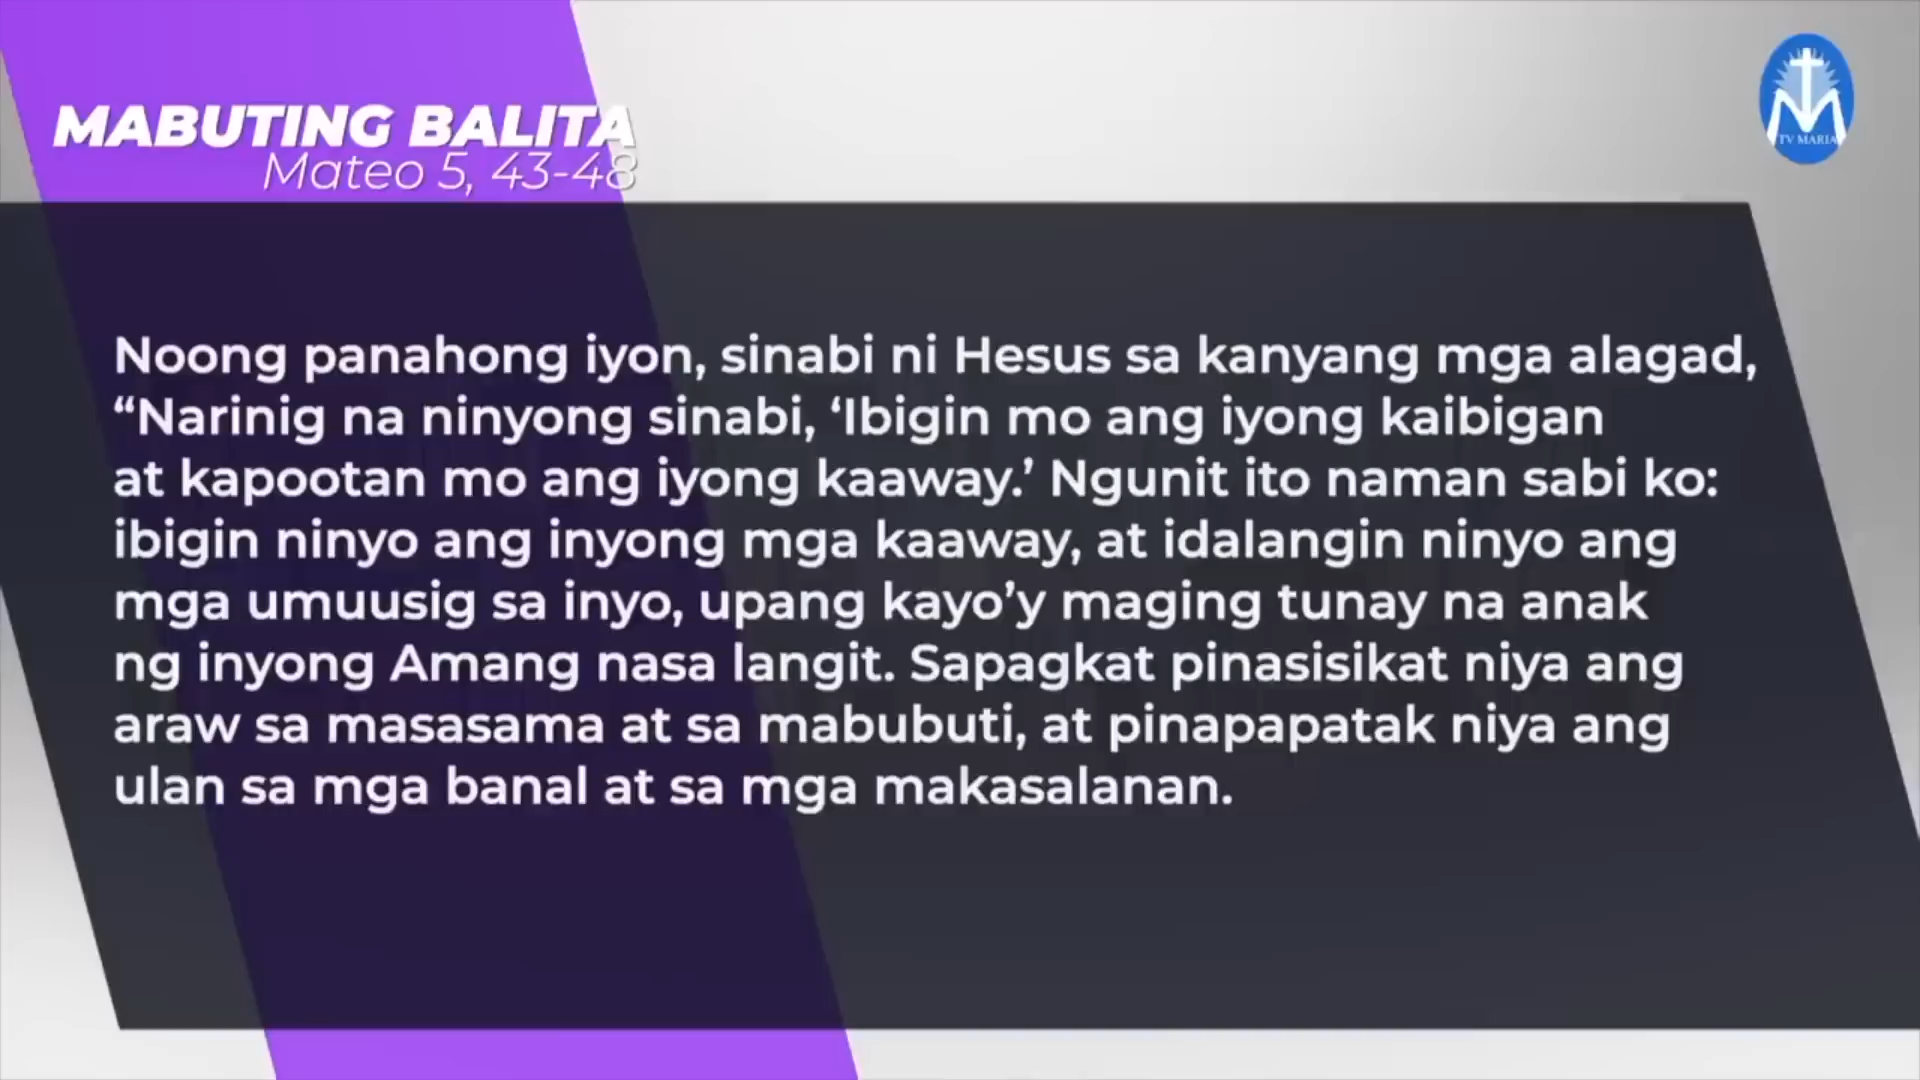 MABUTING BALITA
Mateo 5, 43-48
TV MARIA
Noong panahong iyon, sinabi ni Hesus sa kanyang mga alagad,
“Narinig na ninyong sinabi, ‘Ibigin mo ang iyong kaibigan
at kapootan mo ang iyong kaaway.’ Ngunit ito naman sabi ko:
ibigin ninyo ang inyong mga kaaway, at idalangin ninyo ang
mga umuusig sa inyo, upang kayo’y maging tunay na anak
ng inyong Amang nasa langit. Sapagkat pinasisikat niya ang
araw sa masasama at sa mabubuti, at pinapapatak niya ang
ulan sa mga banal at sa mga makasalanan.